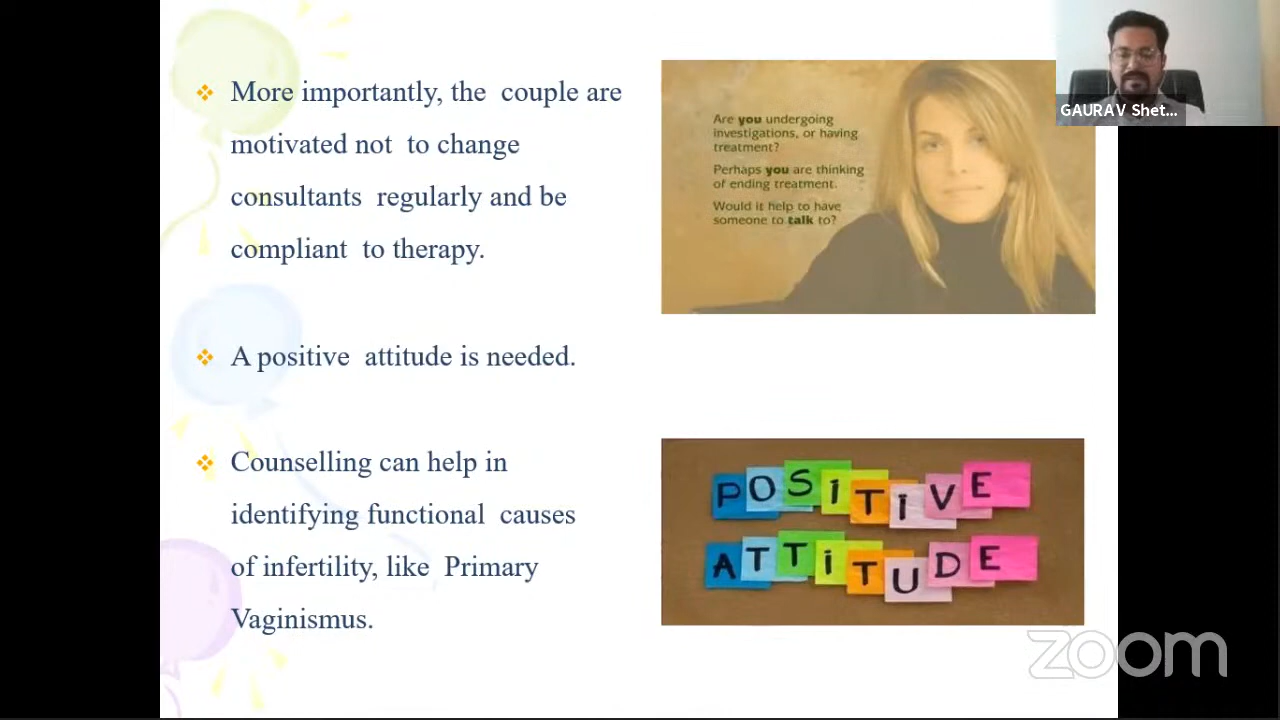 More importantly, the couple are
motivated not to change
consultants regularly and be
compliant to therapy.
A positive attitude is needed.
Counselling can help in
identifying functional causes
of infertility, like Primary
Vaginismus.
Are you undergoing
investigations, or having
treatment?
Perhaps you are thinking
of ending treatment.
Would it help to have
someone to talk to?
POSiTiVE
ATTiTUDE
GAURAV Shet...
zoom